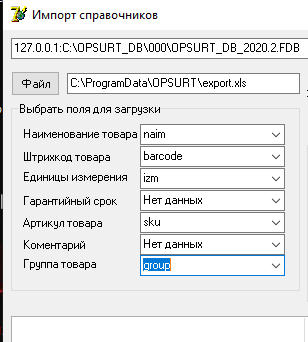 Импорт справочников
127.0.0.1:C:\OPSURT_DB\000\OPSURT_DB_2020.2.FDB
Файл C:\ProgramData\OPSURT\export.xls
Выбрать поля для загрузки
Наименование товара naim
Штрихкод товара barcode
Единицы измерения izm
Гарантийный срок Нет данных
Артикул товара sku
Коментарий Нет данных
Группа товара group